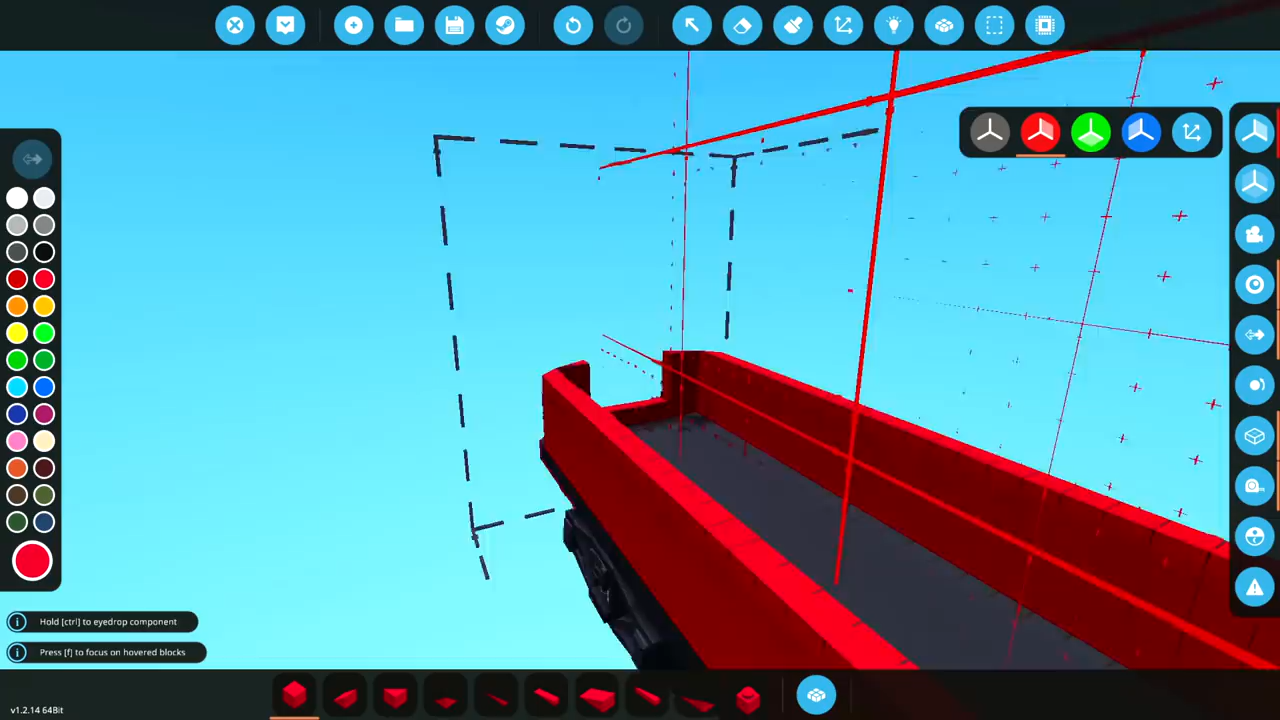 Hold [ctrl] to eyedrop component
Press [f] to focus on hovered blocks
v1.2.14 64Bit